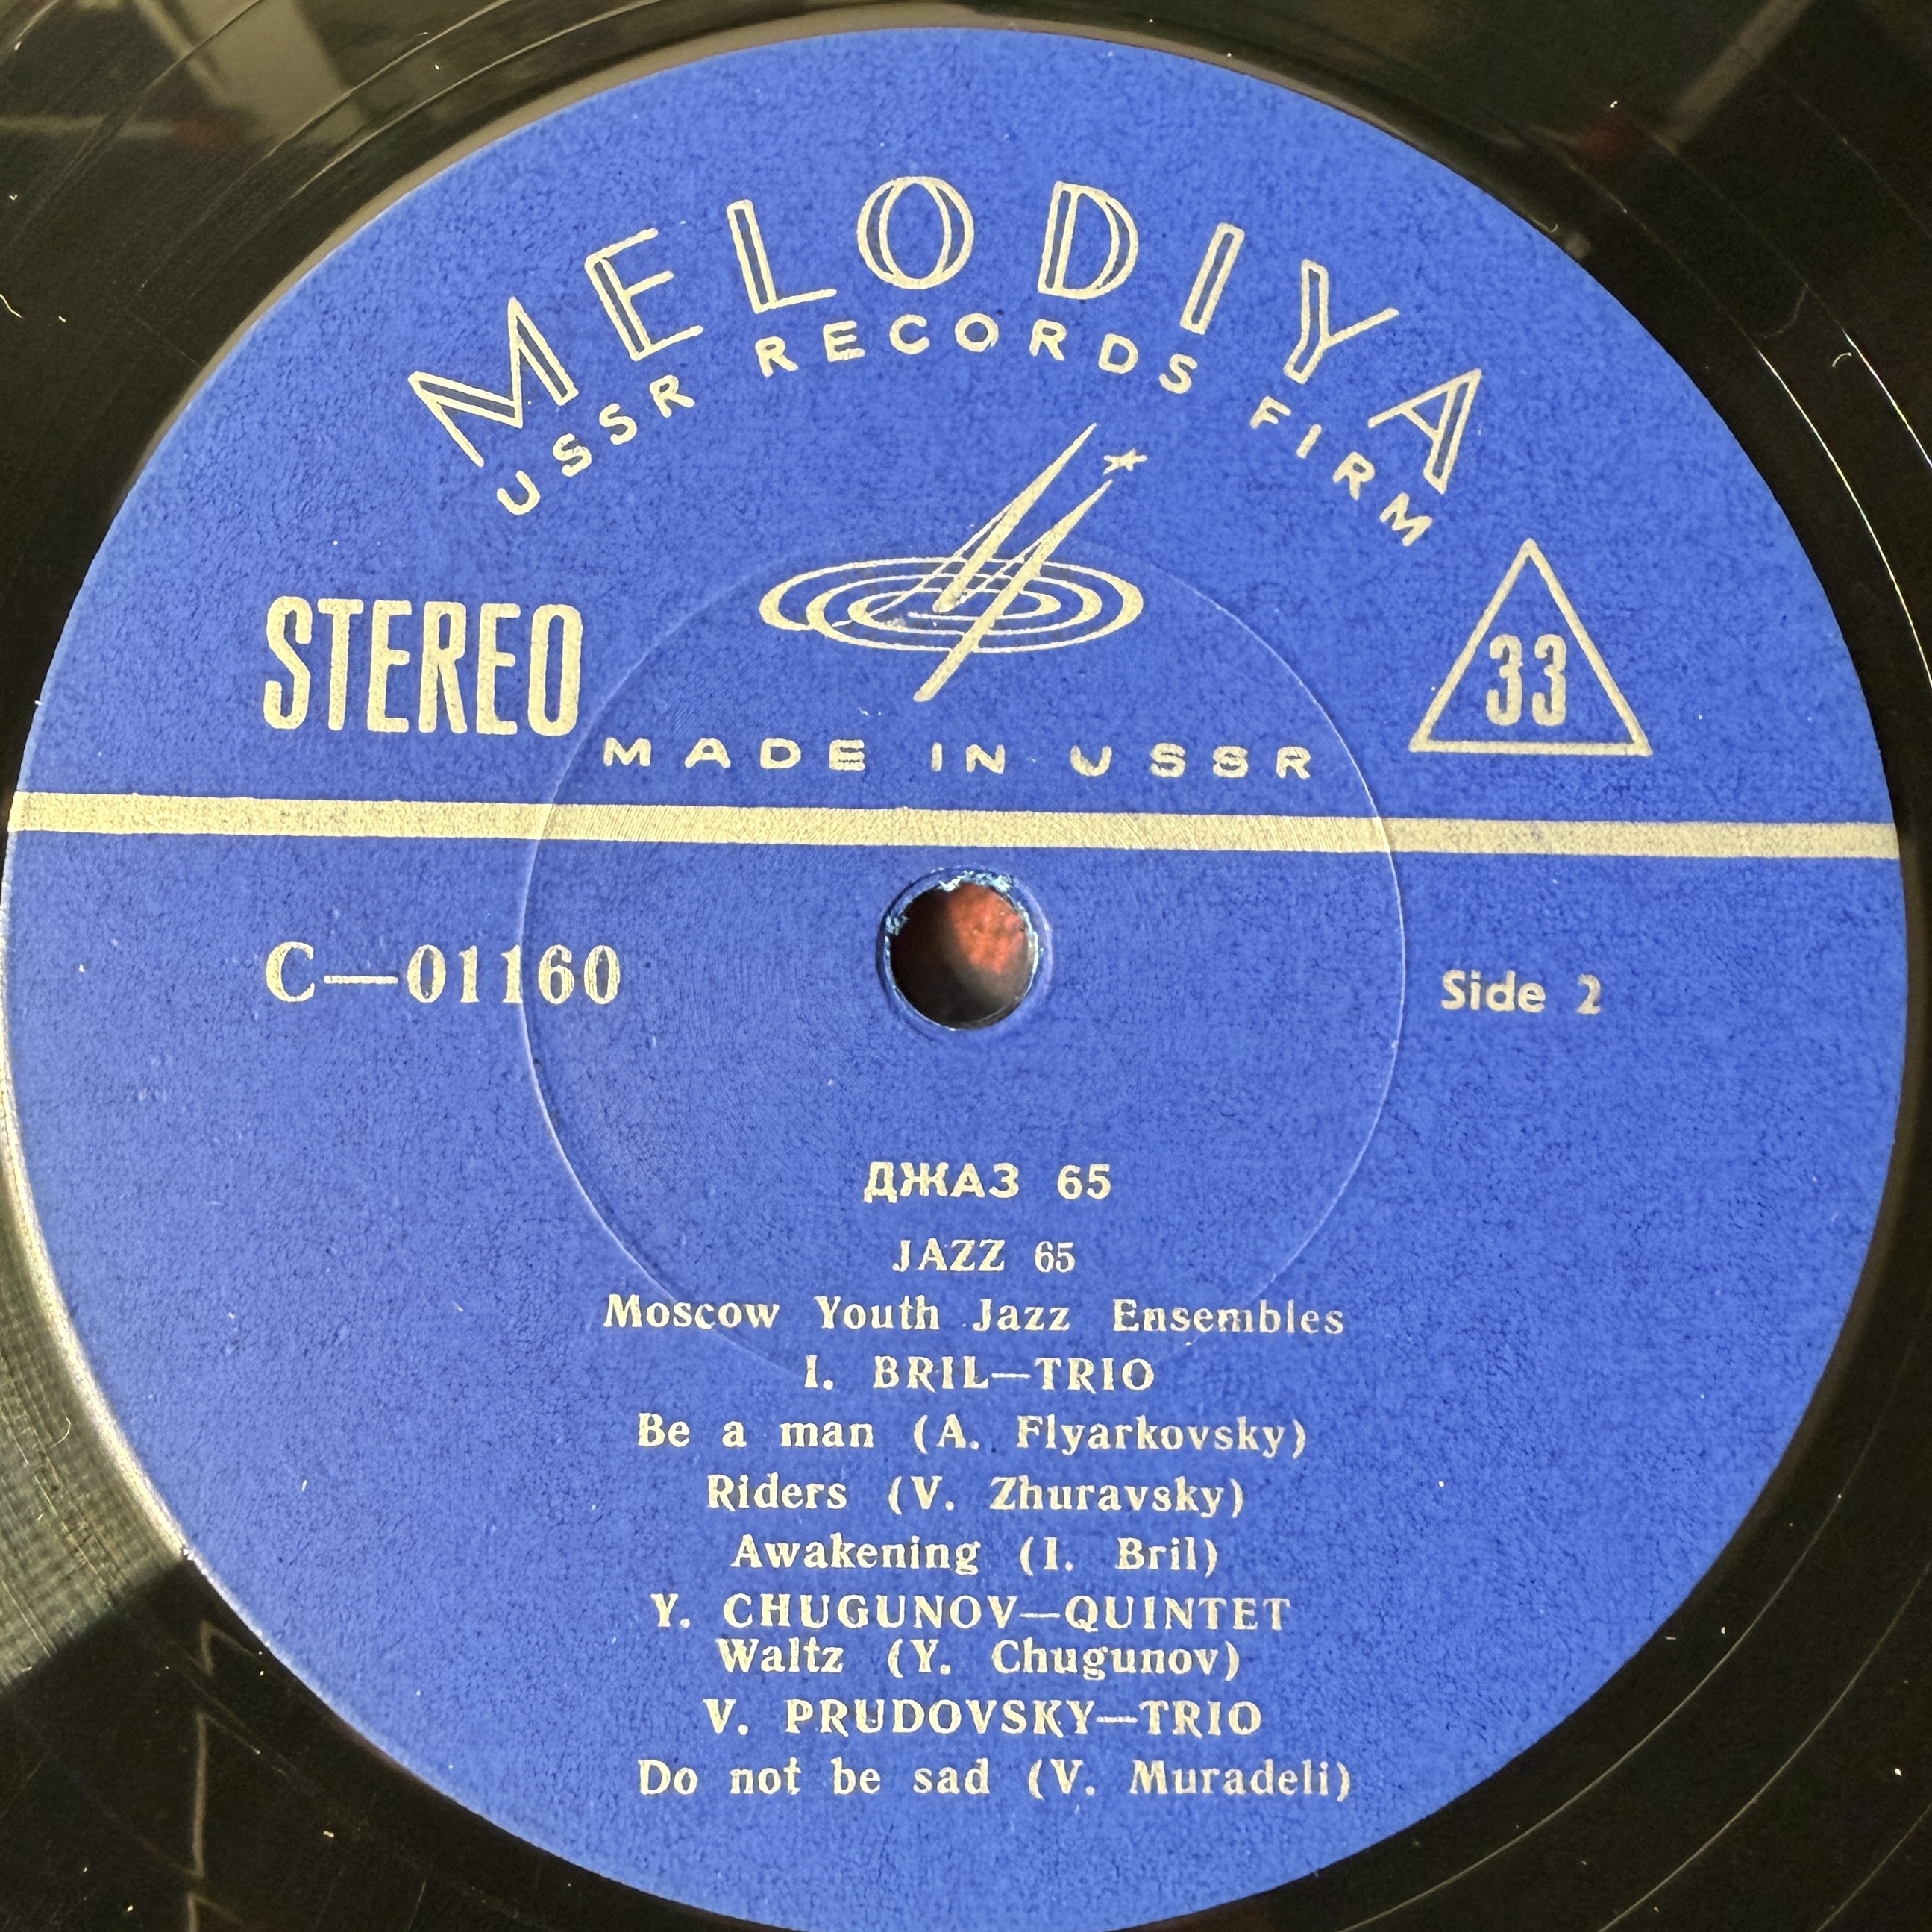 MELODIYA
USSR RECORDS FIRM
STEREO
33
MADE IN USSR
C—01160
Side 2
ДЖАЗ 65
JAZZ 65
Moscow Youth Jazz Ensembles
I. BRIL—TRIO
Be a man (A. Flyarkovsky)
Riders (V. Zhuravsky)
Awakening (I. Bril)
Y. CHUGUNOV—QUINTET
Waltz (Y. Chugunov)
V. PRUDOVSKY—TRIO
Do not be sad (V. Muradeli)